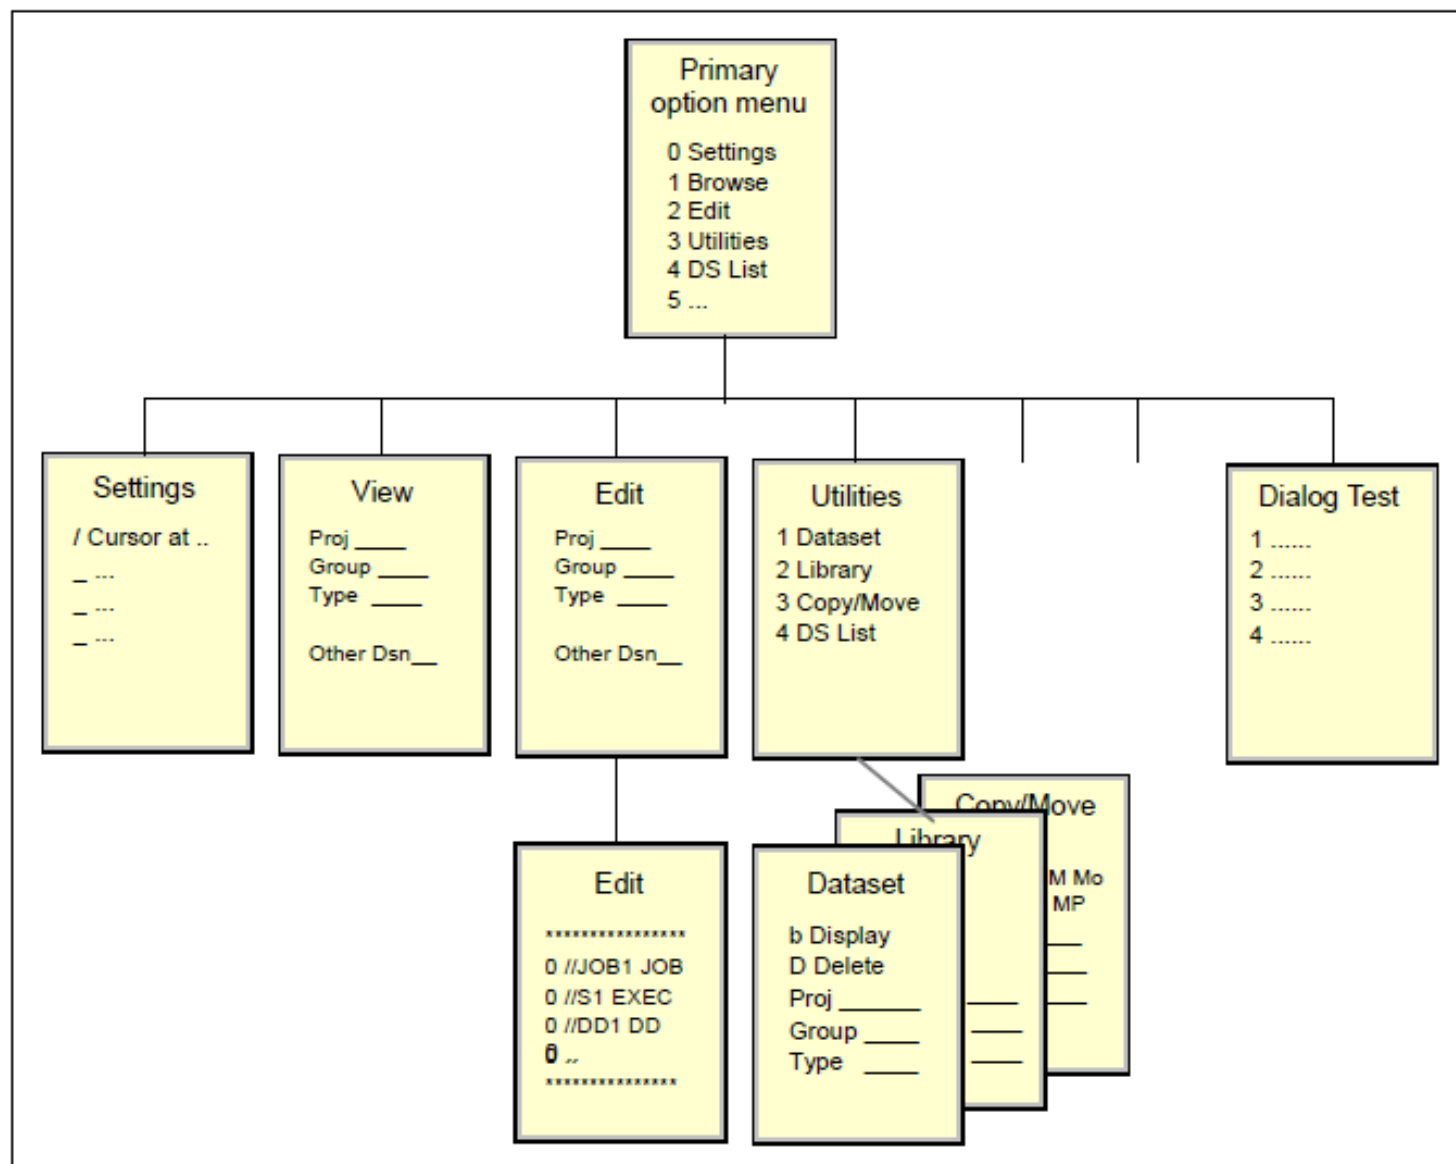 Primary
option menu
0 Settings
1 Browse
2 Edit
3 Utilities
4 DS List
5 ...
Settings
/ Cursor at ..
_ ...
_ ...
_ ...
View
Proj ____
Group ____
Type ____
Other Dsn__
Edit
Proj ____
Group ____
Type ____
Other Dsn__
Utilities
1 Dataset
2 Library
3 Copy/Move
4 DS List
Dialog Test
1 ......
2 ......
3 ......
4 ......
Edit
****************
0 //JOB1 JOB
0 //S1 EXEC
0 //DD1 DD
0 ..
***************
Dataset
b Display
D Delete
Proj ______
Group ____
Type ____
Library
Copy/Move
M Mo
MP